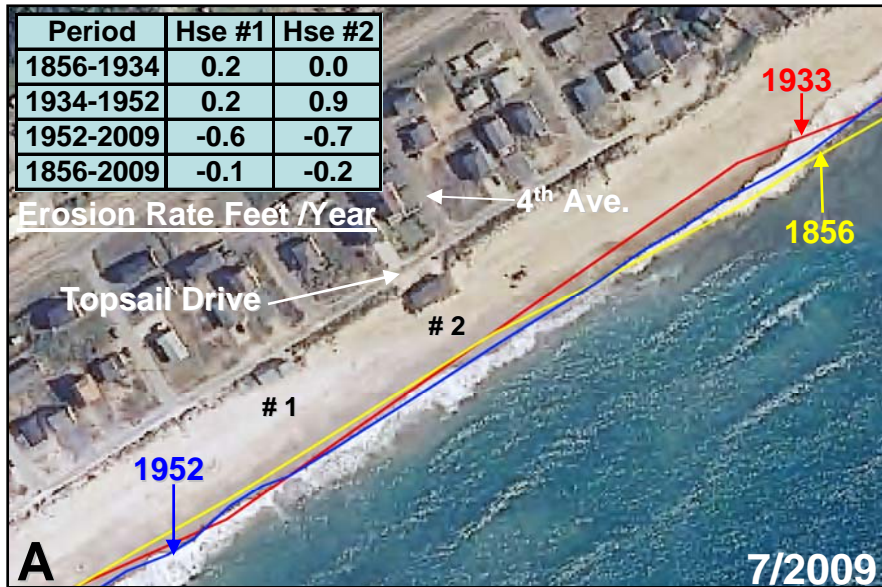 Period Hse #1 Hse #2
1856-1934 0.2 0.0
1934-1952 0.2 0.9
1952-2009 -0.6 -0.7
1856-2009 -0.1 -0.2
Erosion Rate Feet /Year
1933
4th Ave.
1856
Topsail Drive
# 2
# 1
1952
A
7/2009